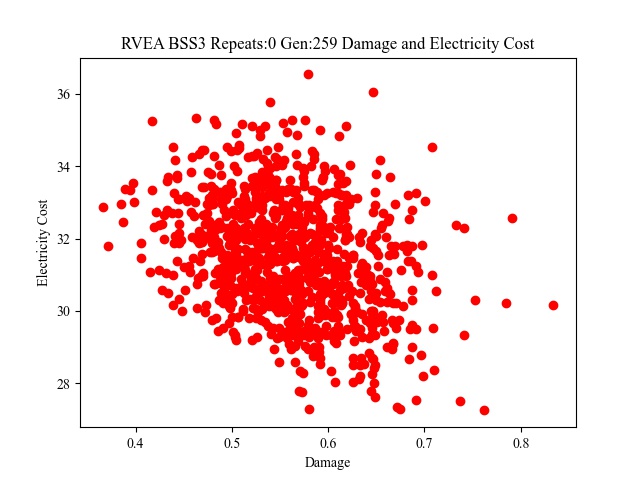 RVEA BSS3 Repeats:0 Gen:259 Damage and Electricity Cost
36
34
32
30
28
Electricity Cost
0.4 0.5 0.6 0.7 0.8
Damage